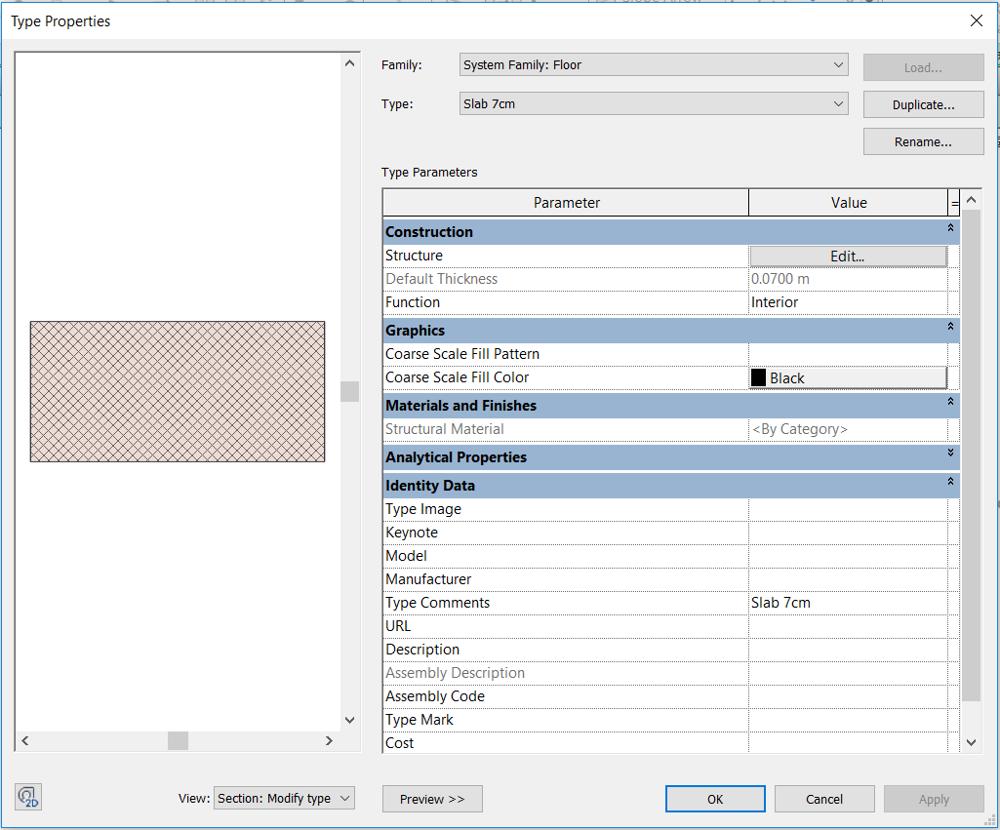 Type Properties
Family: System Family: Floor Load...
Type: Slab 7cm Duplicate...
Rename...
Type Parameters
Parameter Value =
Construction
Structure Edit...
Default Thickness 0.0700 m
Function Interior
Graphics
Coarse Scale Fill Pattern
Coarse Scale Fill Color Black
Materials and Finishes
Structural Material <By Category>
Analytical Properties
Identity Data
Type Image
Keynote
Model
Manufacturer
Type Comments Slab 7cm
URL
Description
Assembly Description
Assembly Code
Type Mark
Cost
2D View: Section: Modify type Preview >> OK Cancel Apply